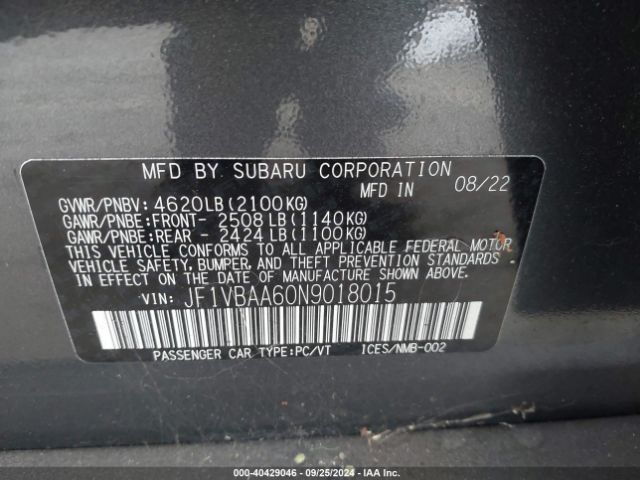 MFD BY SUBARU CORPORATION
MFD IN 08/22
GVWR/PNBV: 4620LB(2100KG)
GAWR/PNBE:FRONT- 2508LB(1140KG)
GAWR/PNBE:REAR - 2424LB(1100KG)
THIS VEHICLE CONFORMS TO ALL APPLICABLE FEDERAL MOTOR
VEHICLE SAFETY, BUMPER, AND THEFT PREVENTION STANDARDS
IN EFFECT ON THE DATE OF MANUFACTURE SHOWN ABOVE.
VIN: JF1VBAA60N9018015
PASSENGER CAR TYPE:PC/VT ICES/NMB-002
000-40429046 - 09/25/2024 - IAA Inc.